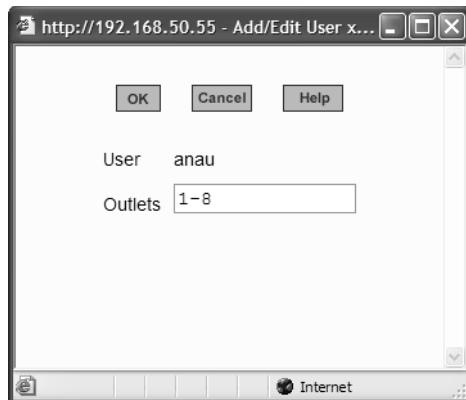 http://192.168.50.55 - Add/Edit User x...
OK Cancel Help
User anau
Outlets 1-8
Internet